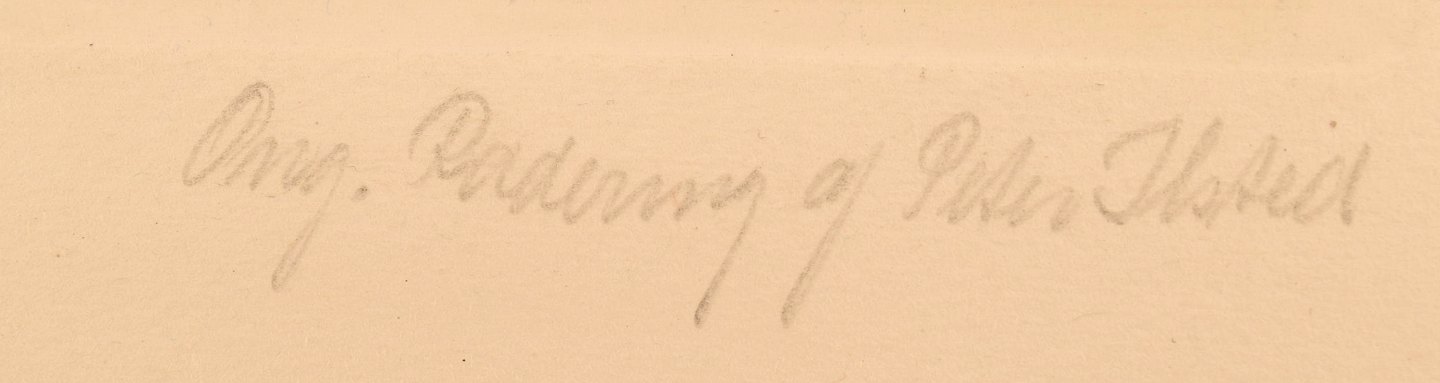 Orig. Radering af Peter Ilsted